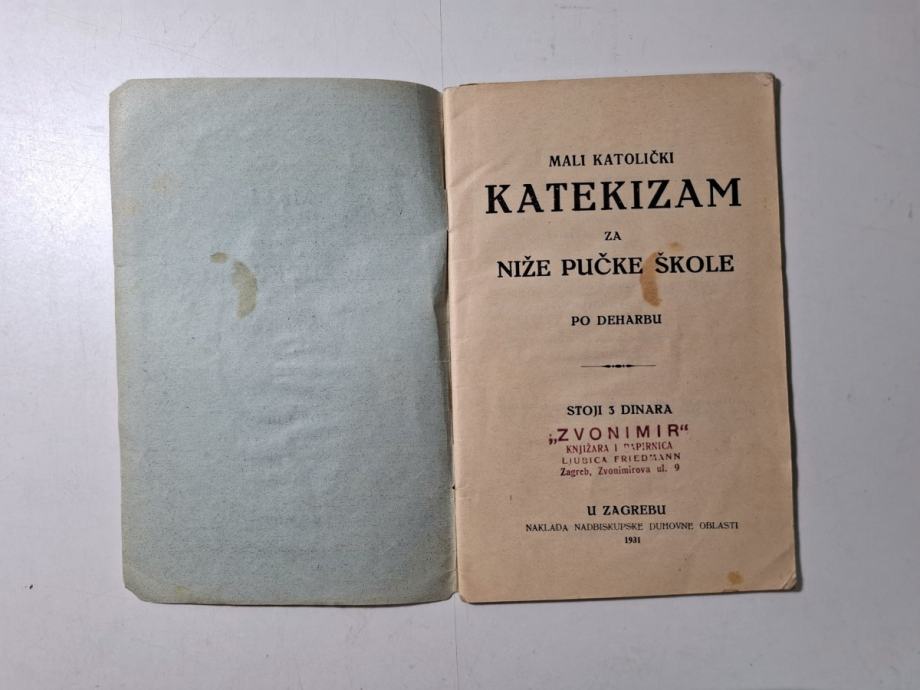 MALI KATOLIČKI
KATEKIZAM
ZA
NIŽE PUČKE ŠKOLE
PO DEHARBU
STOJI 3 DINARA
„ZVONIMIR“
KNJIŽARA I PAPIRNICA
LJUBICA FRIEDMANN
Zagreb, Zvonimirova ul. 9
U ZAGREBU
NAKLADA NADBISKUPSKE DUHOVNE OBLASTI
1931